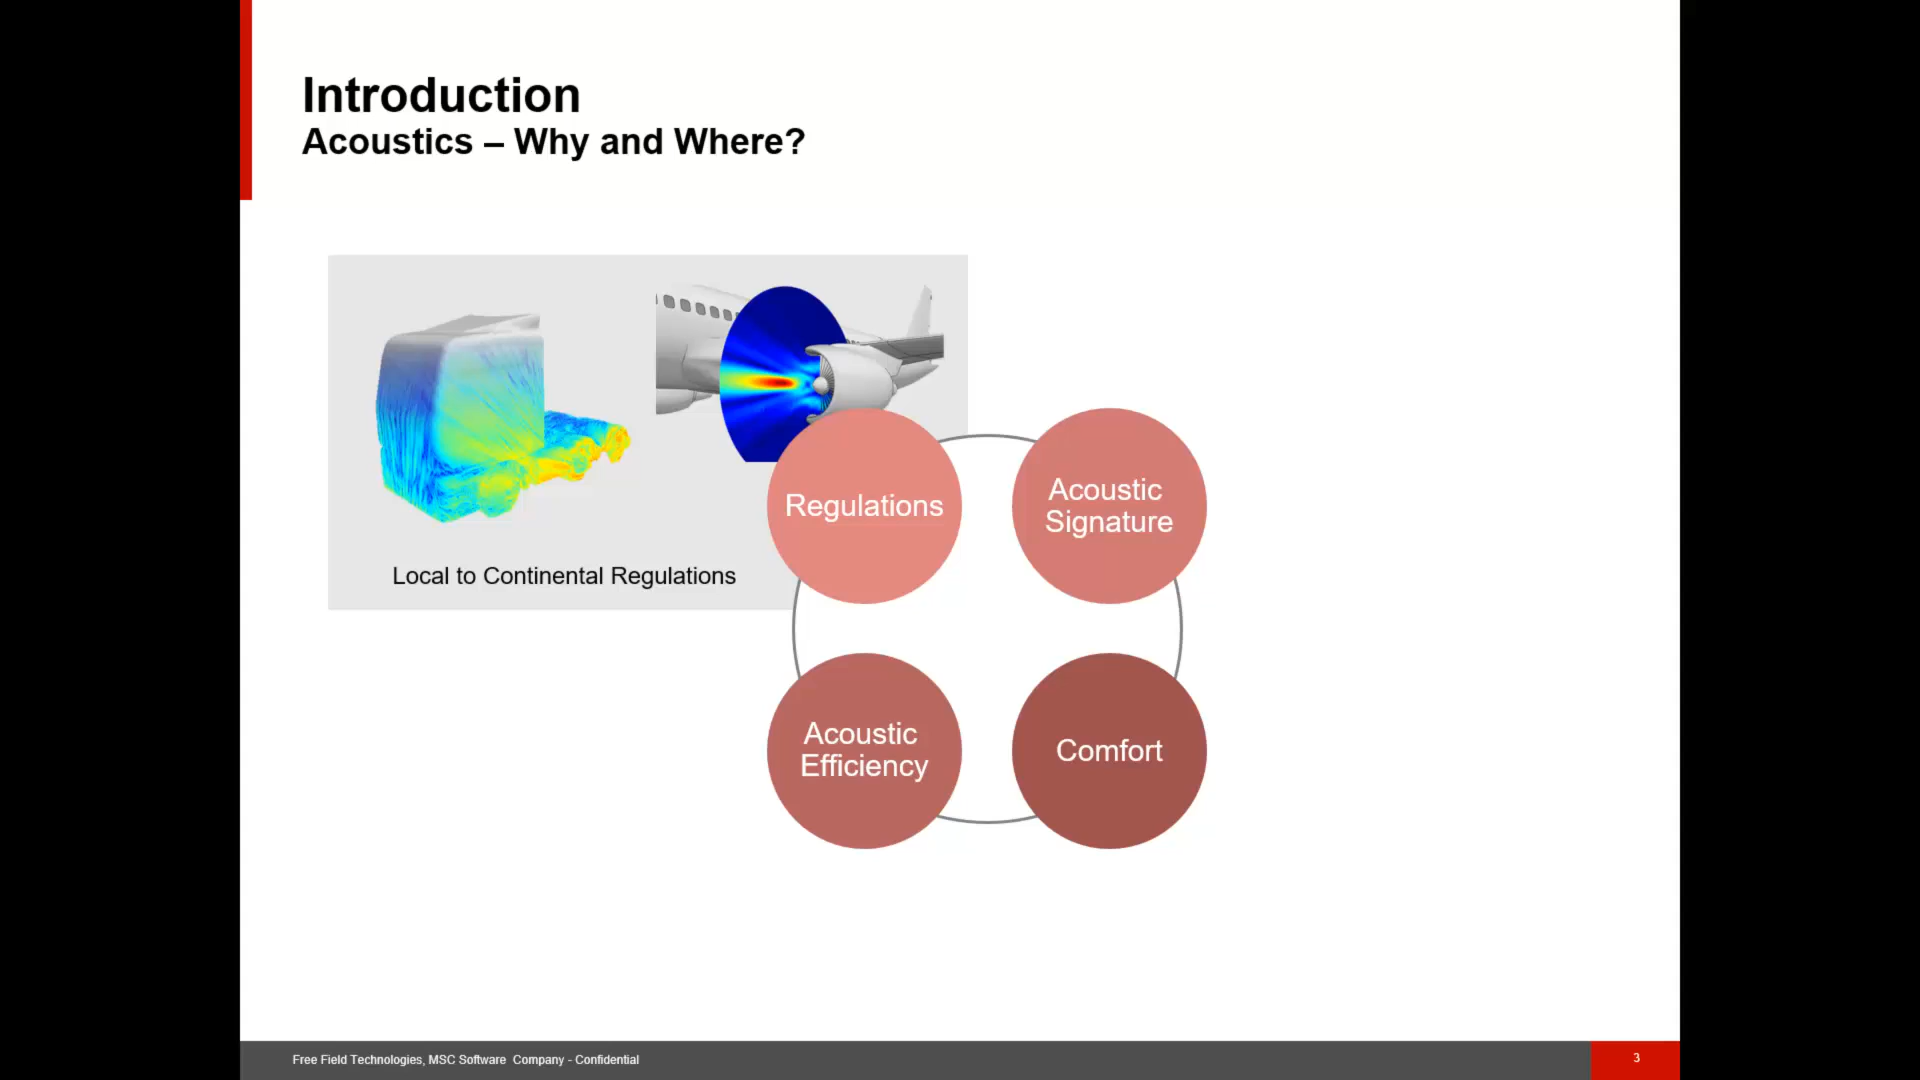 Introduction
Acoustics – Why and Where?
Regulations
Acoustic
Signature
Local to Continental Regulations
Acoustic
Efficiency
Comfort
Free Field Technologies, MSC Software  Company - Confidential
3